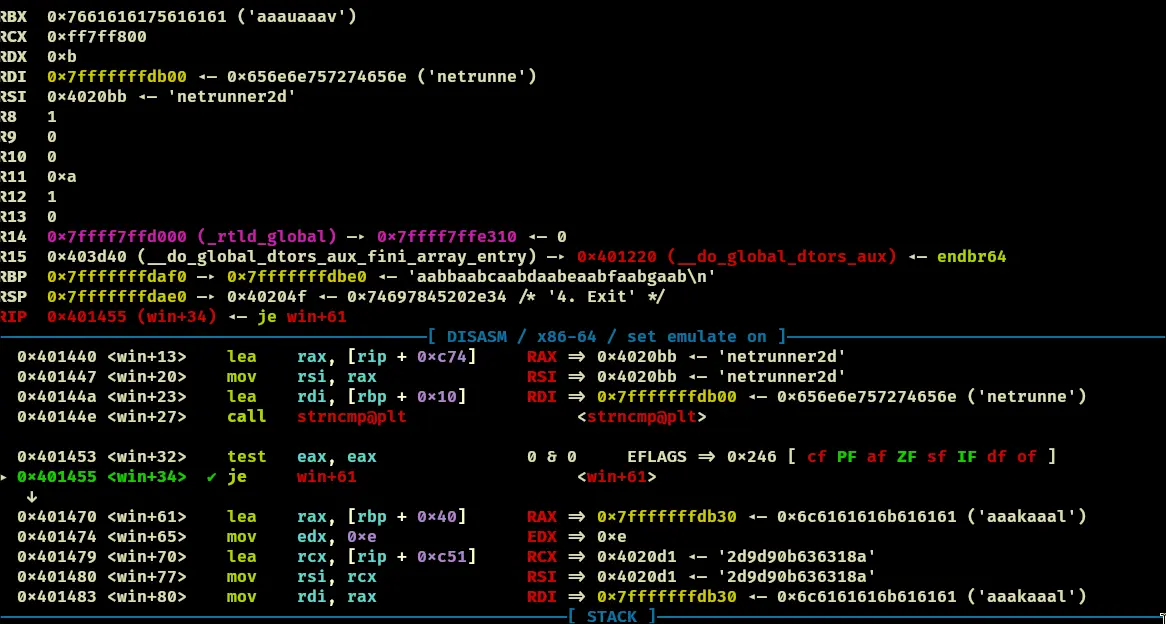 RBX 0×7661616175616161 ('aaauaaav')
RCX 0×ff7ff800
RDX 0×b
RDI 0×7fffffffdb00 ◂— 0×656e6e757274656e ('netrunne')
RSI 0×4020bb ◂— 'netrunner2d'
R8 1
R9 0
R10 0
R11 0×a
R12 1
R13 0
R14 0×7ffff7ffd000 (_rtld_global) —▸ 0×7ffff7ffe310 ◂— 0
R15 0×403d40 (__do_global_dtors_aux_fini_array_entry) —▸ 0×401220 (__do_global_dtors_aux) ◂— endbr64
RBP 0×7fffffffdaf0 —▸ 0×7fffffffdbe0 ◂— 'aabbaabcaabdaabeaabfaabgaab\n'
RSP 0×7fffffffdae0 —▸ 0×40204f ◂— 0×74697845202e34 /* '4. Exit' */
RIP 0×401455 (win+34) ◂— je win+61
[ DISASM / x86-64 / set emulate on ]
0×401440 <win+13> lea rax, [rip + 0×c74] RAX ⇒ 0×4020bb ◂— 'netrunner2d'
0×401447 <win+20> mov rsi, rax RSI ⇒ 0×4020bb ◂— 'netrunner2d'
0×40144a <win+23> lea rdi, [rbp + 0×10] RDI ⇒ 0×7fffffffdb00 ◂— 0×656e6e757274656e ('netrunne')
0×40144e <win+27> call strncmp@plt <strncmp@plt>
0×401453 <win+32> test eax, eax 0 & 0 EFLAGS ⇒ 0×246 [ cf PF af ZF sf IF df of ]
▸ 0×401455 <win+34> ✔ je win+61 <win+61>
↓
0×401470 <win+61> lea rax, [rbp + 0×40] RAX ⇒ 0×7fffffffdb30 ◂— 0×6c6161616b616161 ('aaakaaal')
0×401474 <win+65> mov edx, 0×e EDX ⇒ 0×e
0×401479 <win+70> lea rcx, [rip + 0×c51] RCX ⇒ 0×4020d1 ◂— '2d9d90b636318a'
0×401480 <win+77> mov rsi, rcx RSI ⇒ 0×4020d1 ◂— '2d9d90b636318a'
0×401483 <win+80> mov rdi, rax RDI ⇒ 0×7fffffffdb30 ◂— 0×6c6161616b616161 ('aaakaaal')
[ STACK ]